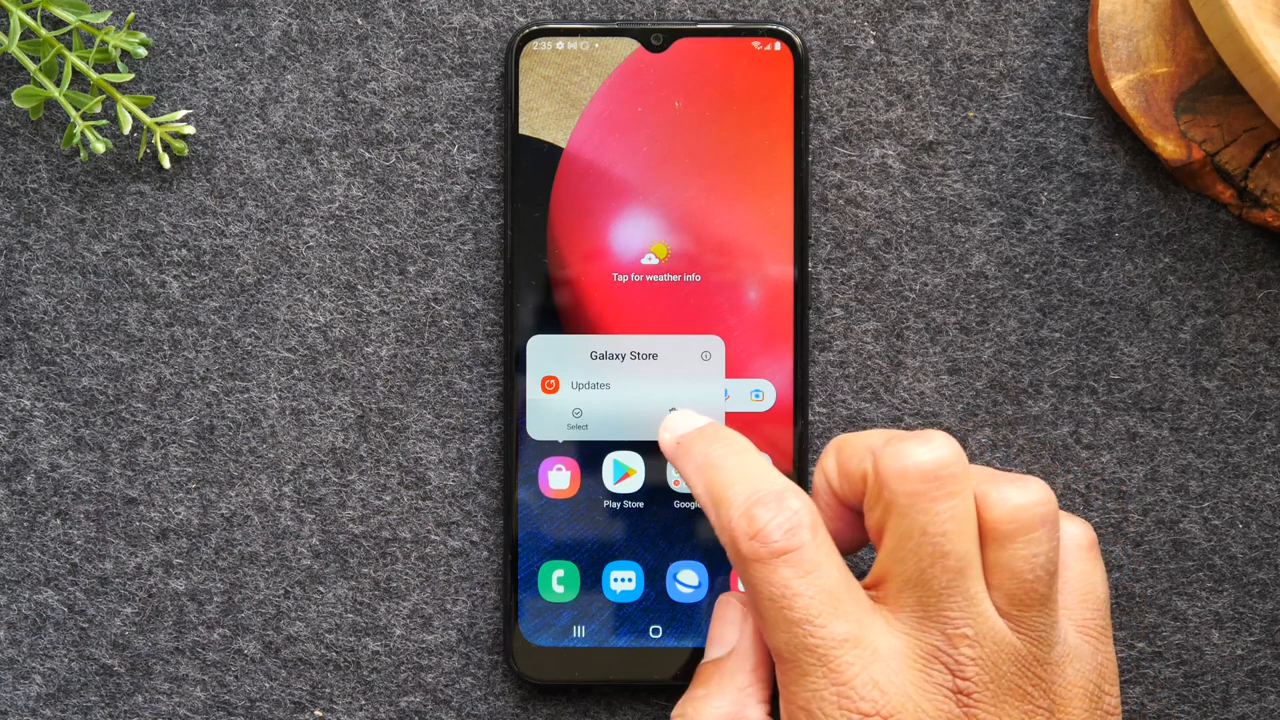 2:35
Tap for weather info
Galaxy Store
Updates
Select
Play Store
Google